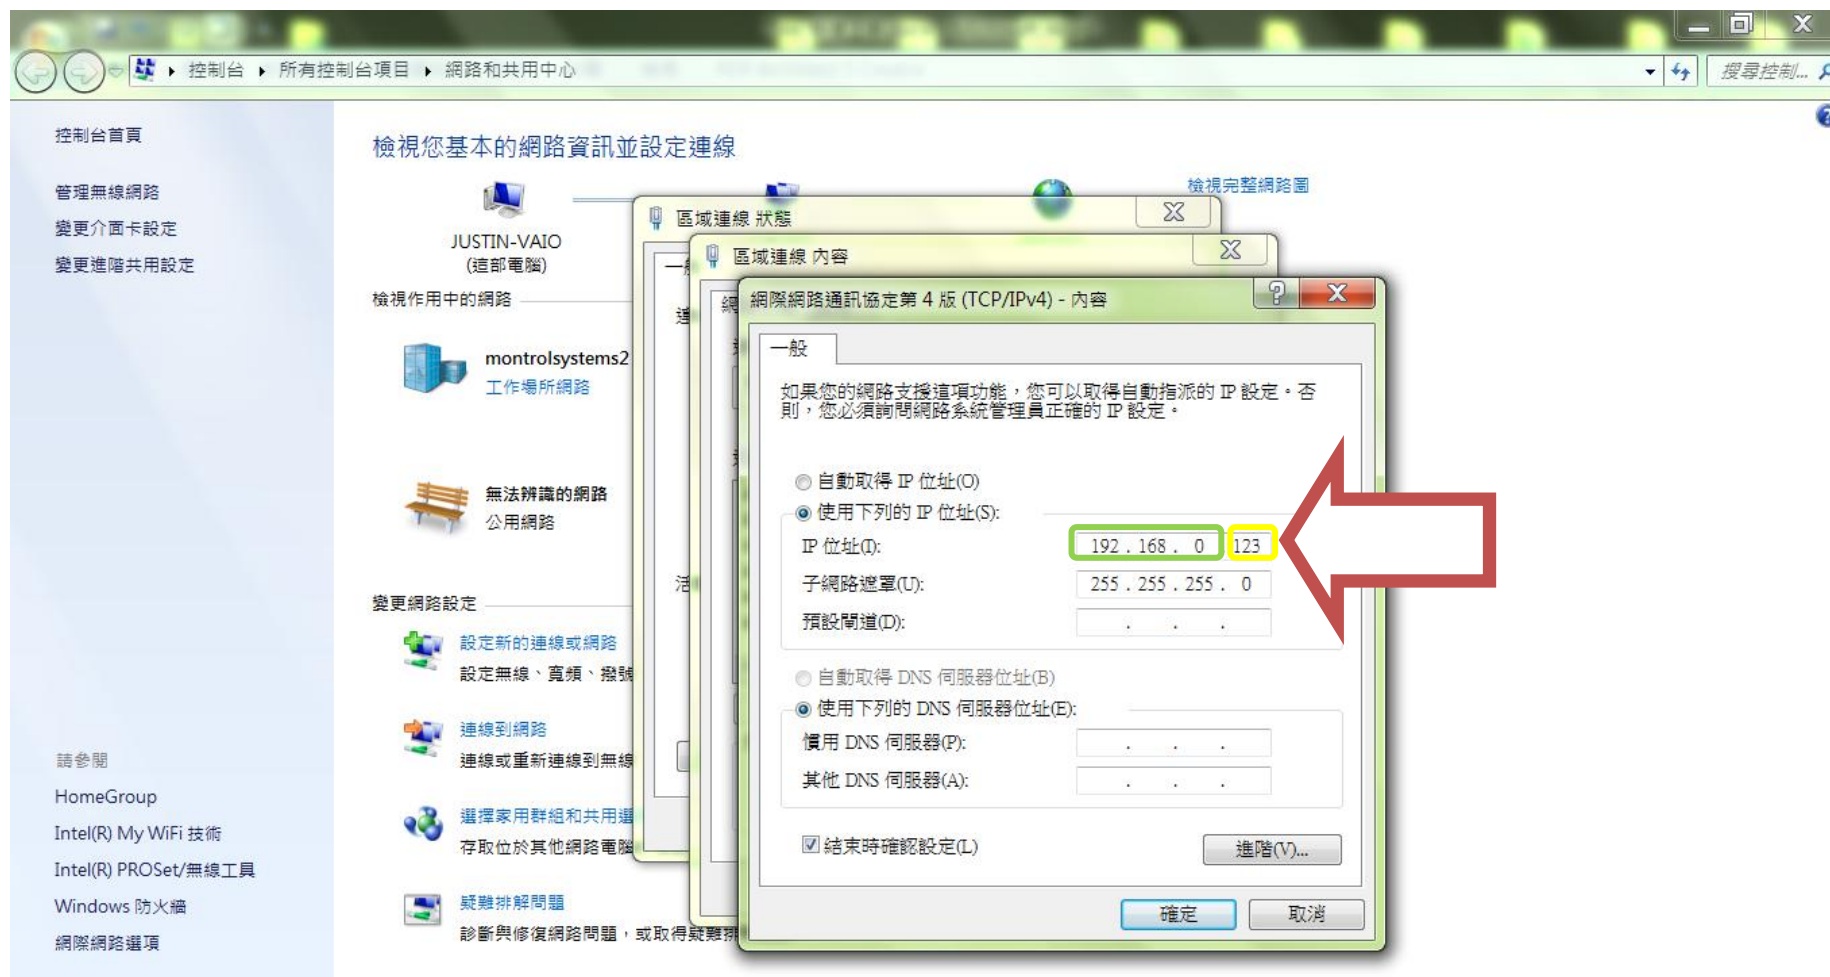 控制台 ▸ 所有控制台項目 ▸ 網路和共用中心
搜尋控制...
控制台首頁
管理無線網路
變更介面卡設定
變更進階共用設定
請參閱
HomeGroup
Intel(R) My WiFi 技術
Intel(R) PROSet/無線工具
Windows 防火牆
網際網路選項
檢視您基本的網路資訊並設定連線
檢視完整網路圖
JUSTIN-VAIO
(這部電腦)
檢視作用中的網路
montrolsystems2
工作場所網路
無法辨識的網路
公用網路
變更網路設定
設定新的連線或網路
設定無線、寬頻、撥號
連線到網路
連線或重新連線到無線
選擇家用群組和共用選
存取位於其他網路電腦
疑難排解問題
診斷與修復網路問題，或取得疑難排
區域連線 狀態
一般
連
活
區域連線 內容
網
網際網路通訊協定第 4 版 (TCP/IPv4) - 內容
一般
如果您的網路支援這項功能，您可以取得自動指派的 IP 設定。否
則，您必須詢問網路系統管理員正確的 IP 設定。
自動取得 IP 位址(O)
使用下列的 IP 位址(S):
IP 位址(I): 192 . 168 . 0 123
子網路遮罩(U): 255 . 255 . 255 . 0
預設閘道(D): . . .
自動取得 DNS 伺服器位址(B)
使用下列的 DNS 伺服器位址(E):
慣用 DNS 伺服器(P): . . .
其他 DNS 伺服器(A): . . .
結束時確認設定(L)
進階(V)...
確定
取消